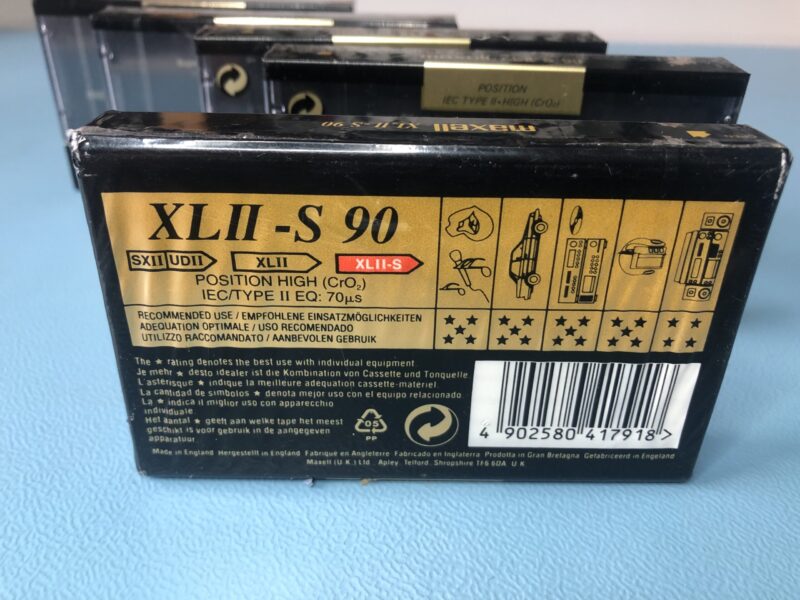 POSITION
IEC TYPE II•HIGH (CrO₂)
maxell XLII-S 90
XLII -S 90
SXII UDII XLII XLII-S
POSITION HIGH (CrO₂)
IEC/TYPE II EQ: 70µs
RECOMMENDED USE / EMPFOHLENE EINSATZMÖGLICHKEITEN
ADEQUATION OPTIMALE / USO RECOMENDADO
UTILIZZO RACCOMANDATO / AANBEVOLEN GEBRUIK
The ★ rating denotes the best use with individual equipment.
Je mehr ★ desto idealer ist die Kombination von Cassette und Tonquelle
L'asterisque ★ indique la meilleure adéquation cassette-materiel.
La cantidad de simbolos ★ denota mejor uso con el equipo relacionado
La ★ indica il miglior uso con apparecchio
individuale.
Het aantal ★ geeft aan welke tape het meest
geschikt is voor gebruik in de aangegeven
apparatuur.
05
PP
4 902580 417918 >
Made in England Hergestellt in England Fabriqué en Angleterre Fabricado en Inglaterra Prodotta in Gran Bretagna Gefabriceerd in Engeland
Maxell (U.K.) Ltd. Apley, Telford, Shropshire TF6 6DA U.K